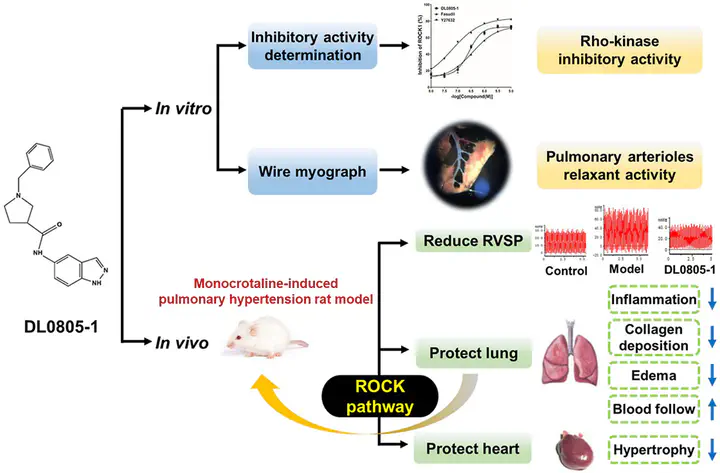 Inhibitory activity
determination
DL0805-1
Fasudil
Y27632
Inhibition of ROCK1 (%)
-log[Compound(M)]
Rho-kinase
inhibitory activity
In vitro
Wire myograph
Pulmonary arterioles
relaxant activity
N
O
HN
N
NH
DL0805-1
Reduce RVSP
Control
Model
DL0805-1
Monocrotaline-induced
pulmonary hypertension rat model
In vivo
ROCK
pathway
Protect lung
Inflammation
Collagen
deposition
Edema
Blood follow
Protect heart
Hypertrophy